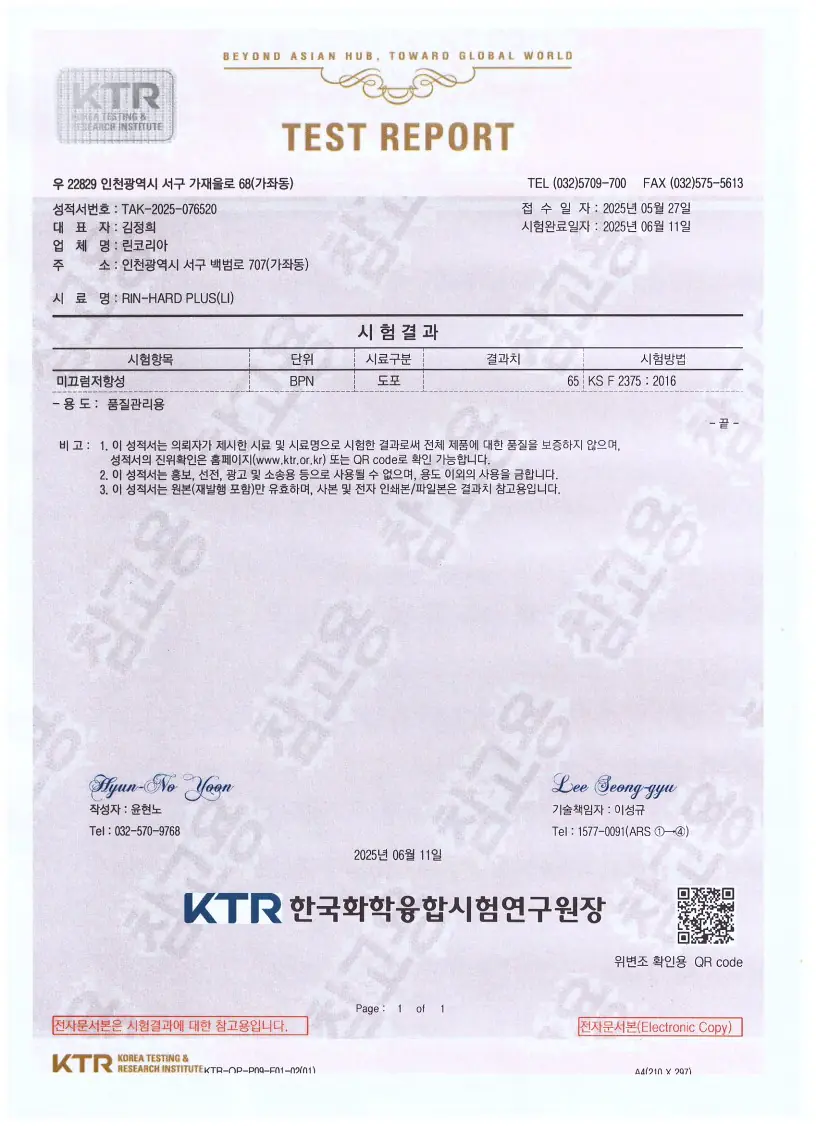 BEYOND ASIAN HUB, TOWARD GLOBAL WORLD
KTR
KOREA TESTING &
RESEARCH INSTITUTE
TEST REPORT
우 22829 인천광역시 서구 가재울로 68(가좌동) TEL (032)5709-700 FAX (032)575-5613
성적서번호 : TAK-2025-076520 접 수 일 자 : 2025년 05월 27일
대 표 자 : 김정희 시험완료일자 : 2025년 06월 11일
업 체 명 : 린코리아
주 소 : 인천광역시 서구 백범로 707(가좌동)
시 료 명 : RIN-HARD PLUS(LI)
시 험 결 과
시험항목 단위 시료구분 결과치 시험방법
미끄럼저항성 BPN 도포 65 KS F 2375 : 2016
- 용 도 : 품질관리용
- 끝 -
비 고 : 1. 이 성적서는 의뢰자가 제시한 시료 및 시료명으로 시험한 결과로써 전체 제품에 대한 품질을 보증하지 않으며,
성적서의 진위확인은 홈페이지(www.ktr.or.kr) 또는 QR code로 확인 가능합니다.
2. 이 성적서는 홍보, 선전, 광고 및 소송용 등으로 사용될 수 없으며, 용도 이외의 사용을 금합니다.
3. 이 성적서는 원본(재발행 포함)만 유효하며, 사본 및 전자 인쇄본/파일본은 결과치 참고용입니다.
참고용
Hyun-No Yoon Lee Seong-gyu
작성자 : 윤현노 기술책임자 : 이성규
Tel : 032-570-9768 Tel : 1577-0091(ARS ①→④)
2025년 06월 11일
KTR 한국화학융합시험연구원장
위변조 확인용 QR code
Page : 1 of 1
전자문서본은 시험결과에 대한 참고용입니다. 전자문서본(Electronic Copy)
KTR KOREA TESTING &
RESEARCH INSTITUTE KTR-QP-P09-F01-02(01) A4(210 X 297)